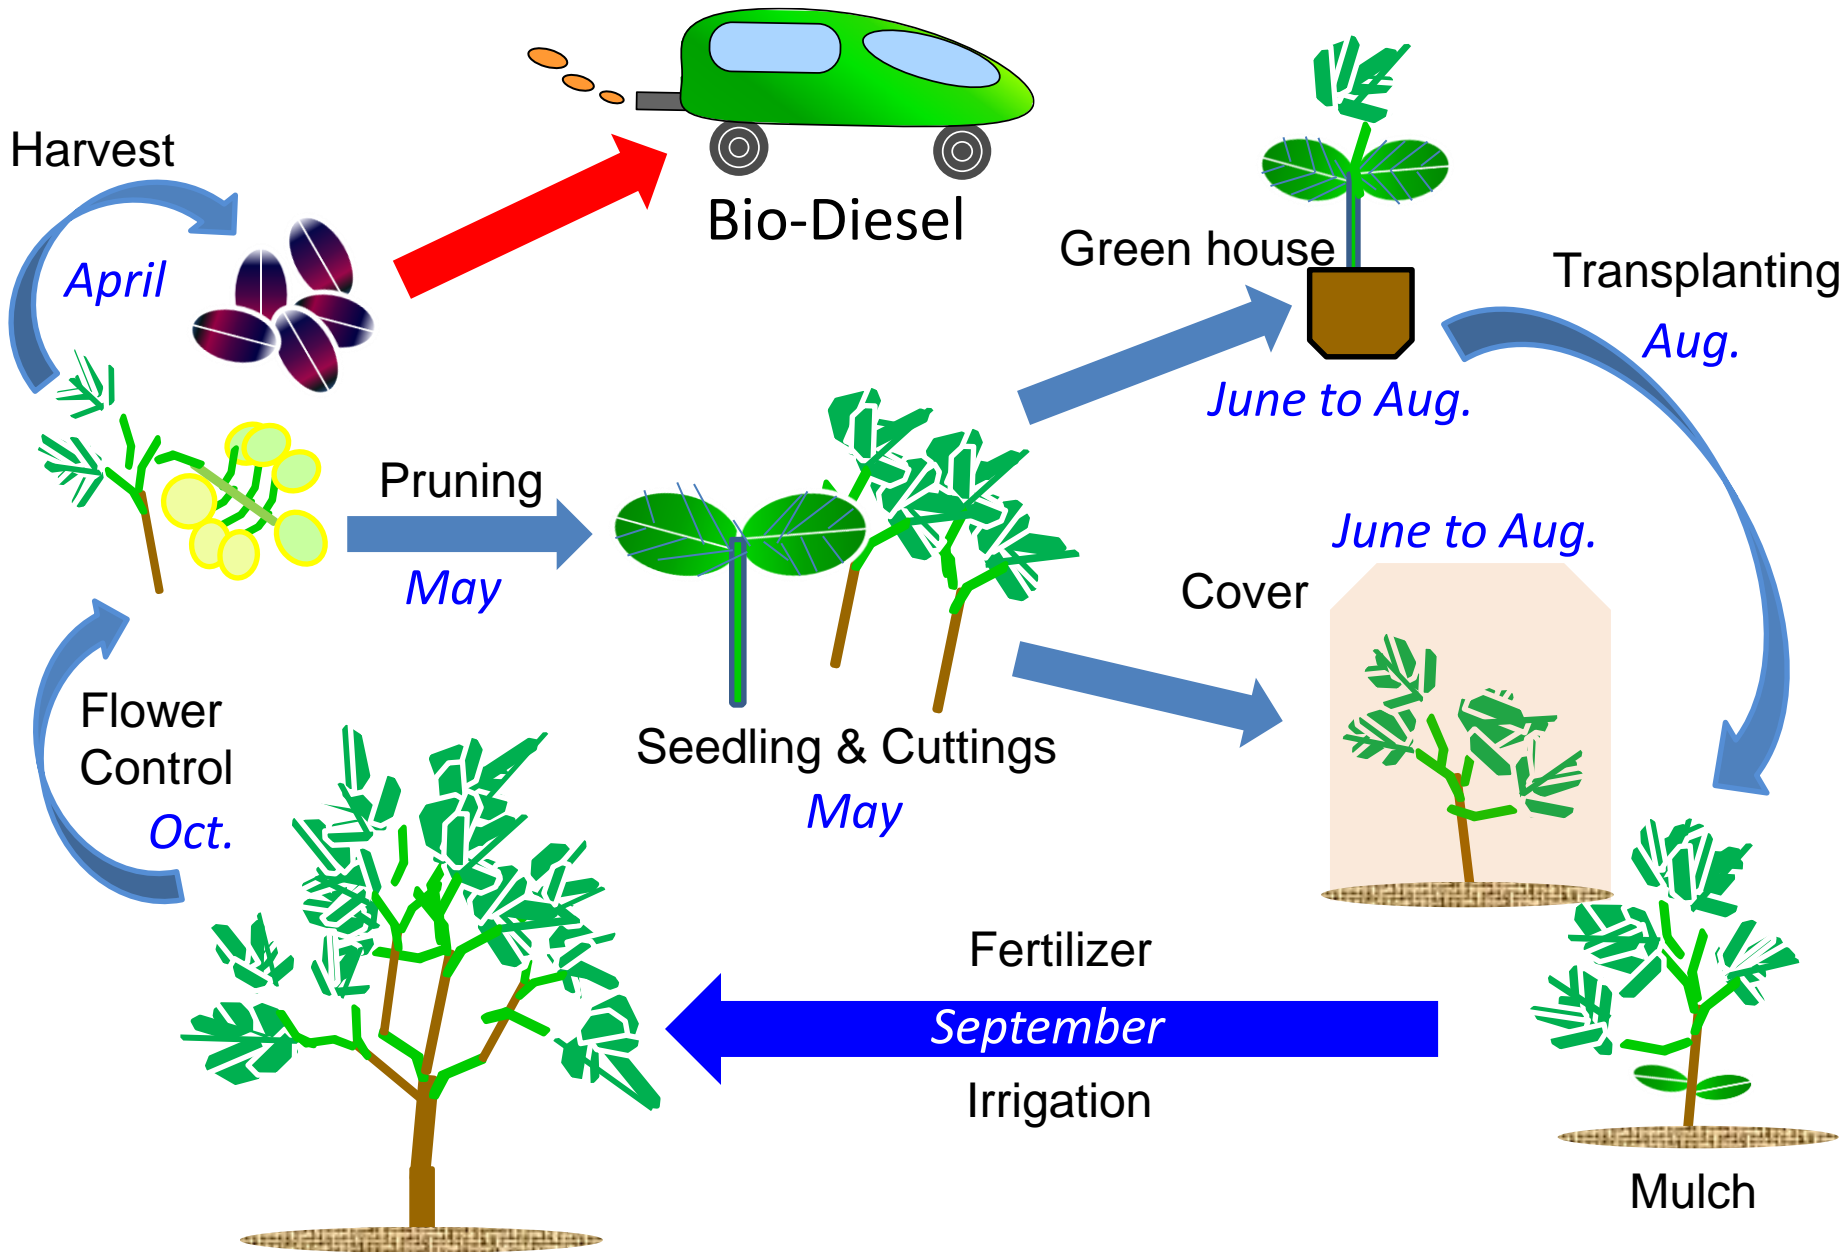 Harvest
April
Bio-Diesel
Green house
June to Aug.
Transplanting
Aug.
Pruning
May
Seedling & Cuttings
May
June to Aug.
Cover
Flower
Control
Oct.
Fertilizer
September
Irrigation
Mulch